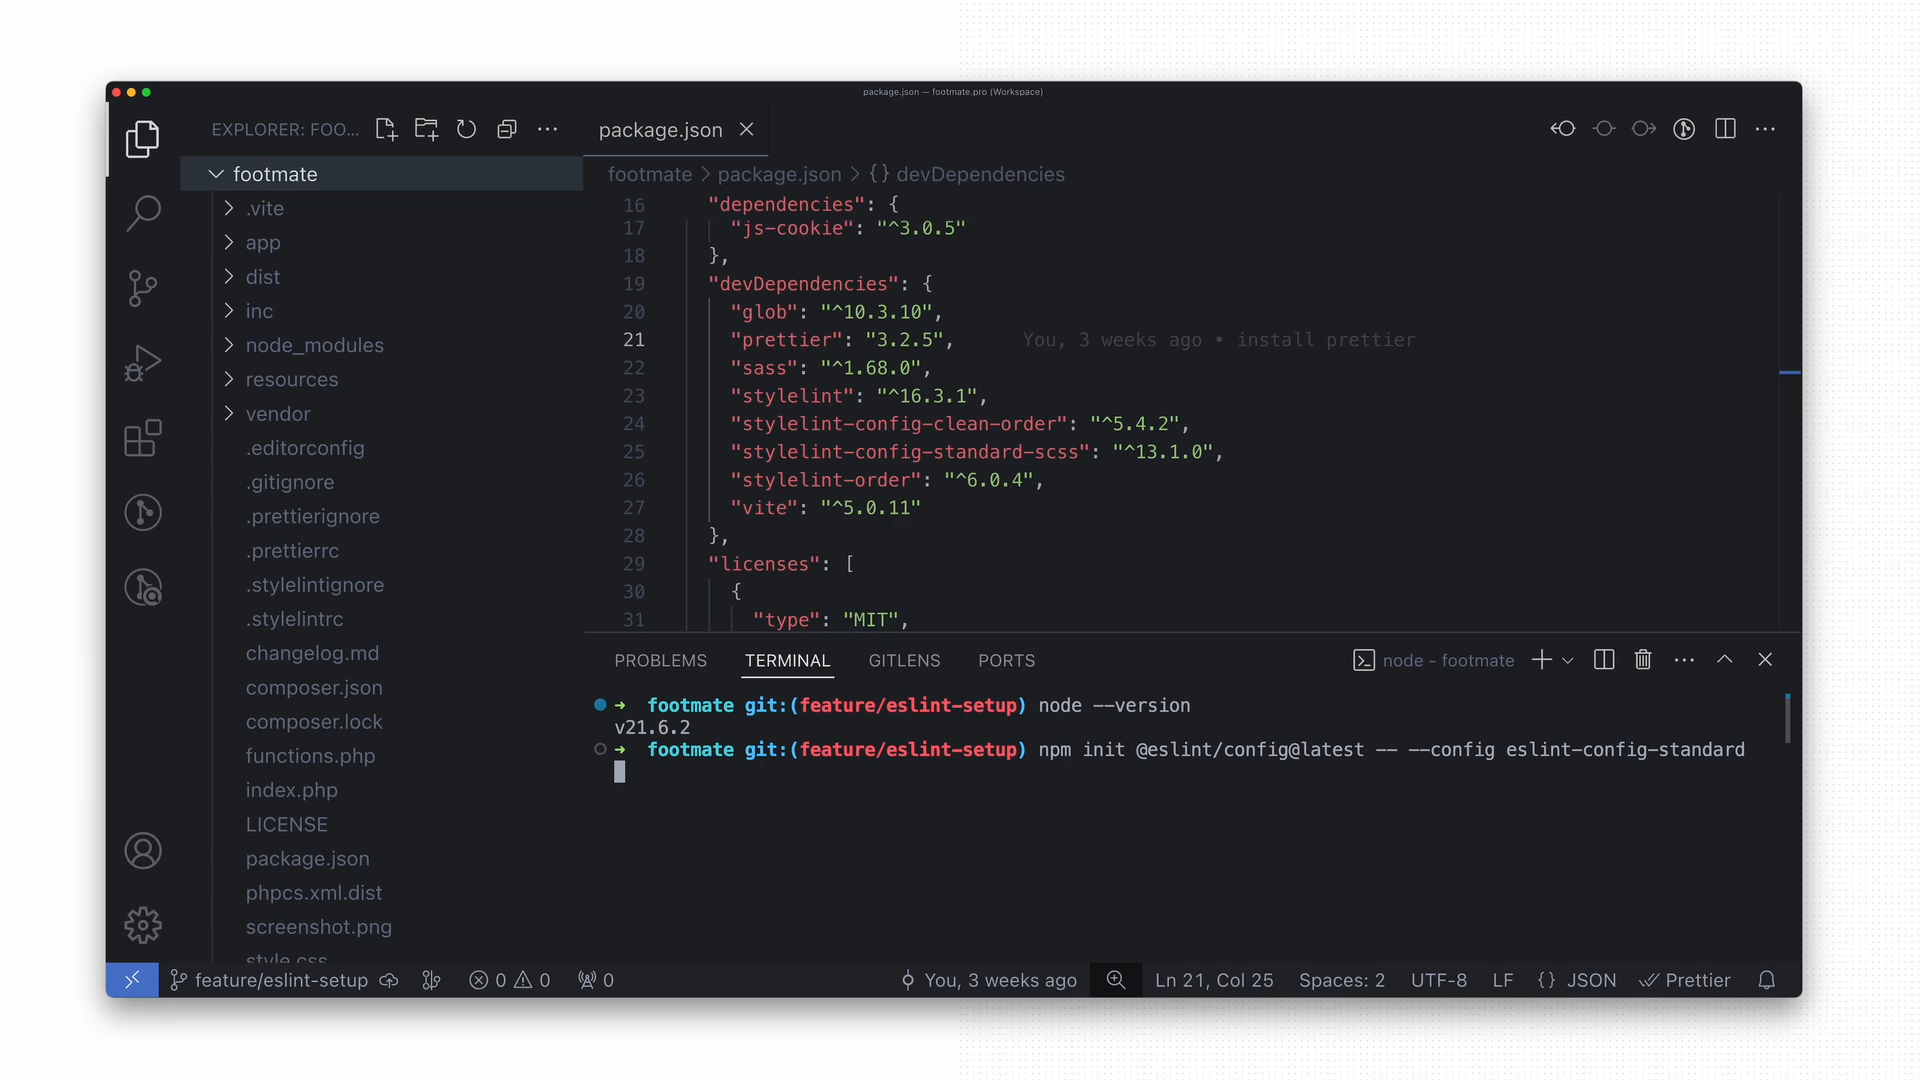 package.json — footmate.pro (Workspace)
EXPLORER: FOO...
package.json
footmate
.vite
app
dist
inc
node_modules
resources
vendor
.editorconfig
.gitignore
.prettierignore
.prettierrc
.stylelintignore
.stylelintrc
changelog.md
composer.json
composer.lock
functions.php
index.php
LICENSE
package.json
phpcs.xml.dist
screenshot.png
style.css
footmate > package.json > {} devDependencies
16 "dependencies": {
17 "js-cookie": "^3.0.5"
18 },
19 "devDependencies": {
20 "glob": "^10.3.10",
21 "prettier": "3.2.5", You, 3 weeks ago • install prettier
22 "sass": "^1.68.0",
23 "stylelint": "^16.3.1",
24 "stylelint-config-clean-order": "^5.4.2",
25 "stylelint-config-standard-scss": "^13.1.0",
26 "stylelint-order": "^6.0.4",
27 "vite": "^5.0.11"
28 },
29 "licenses": [
30 {
31 "type": "MIT",
PROBLEMS TERMINAL GITLENS PORTS node - footmate
➜ footmate git:(feature/eslint-setup) node --version
v21.6.2
➜ footmate git:(feature/eslint-setup) npm init @eslint/config@latest -- --config eslint-config-standard
feature/eslint-setup 0 0 0 You, 3 weeks ago Ln 21, Col 25 Spaces: 2 UTF-8 LF {} JSON Prettier